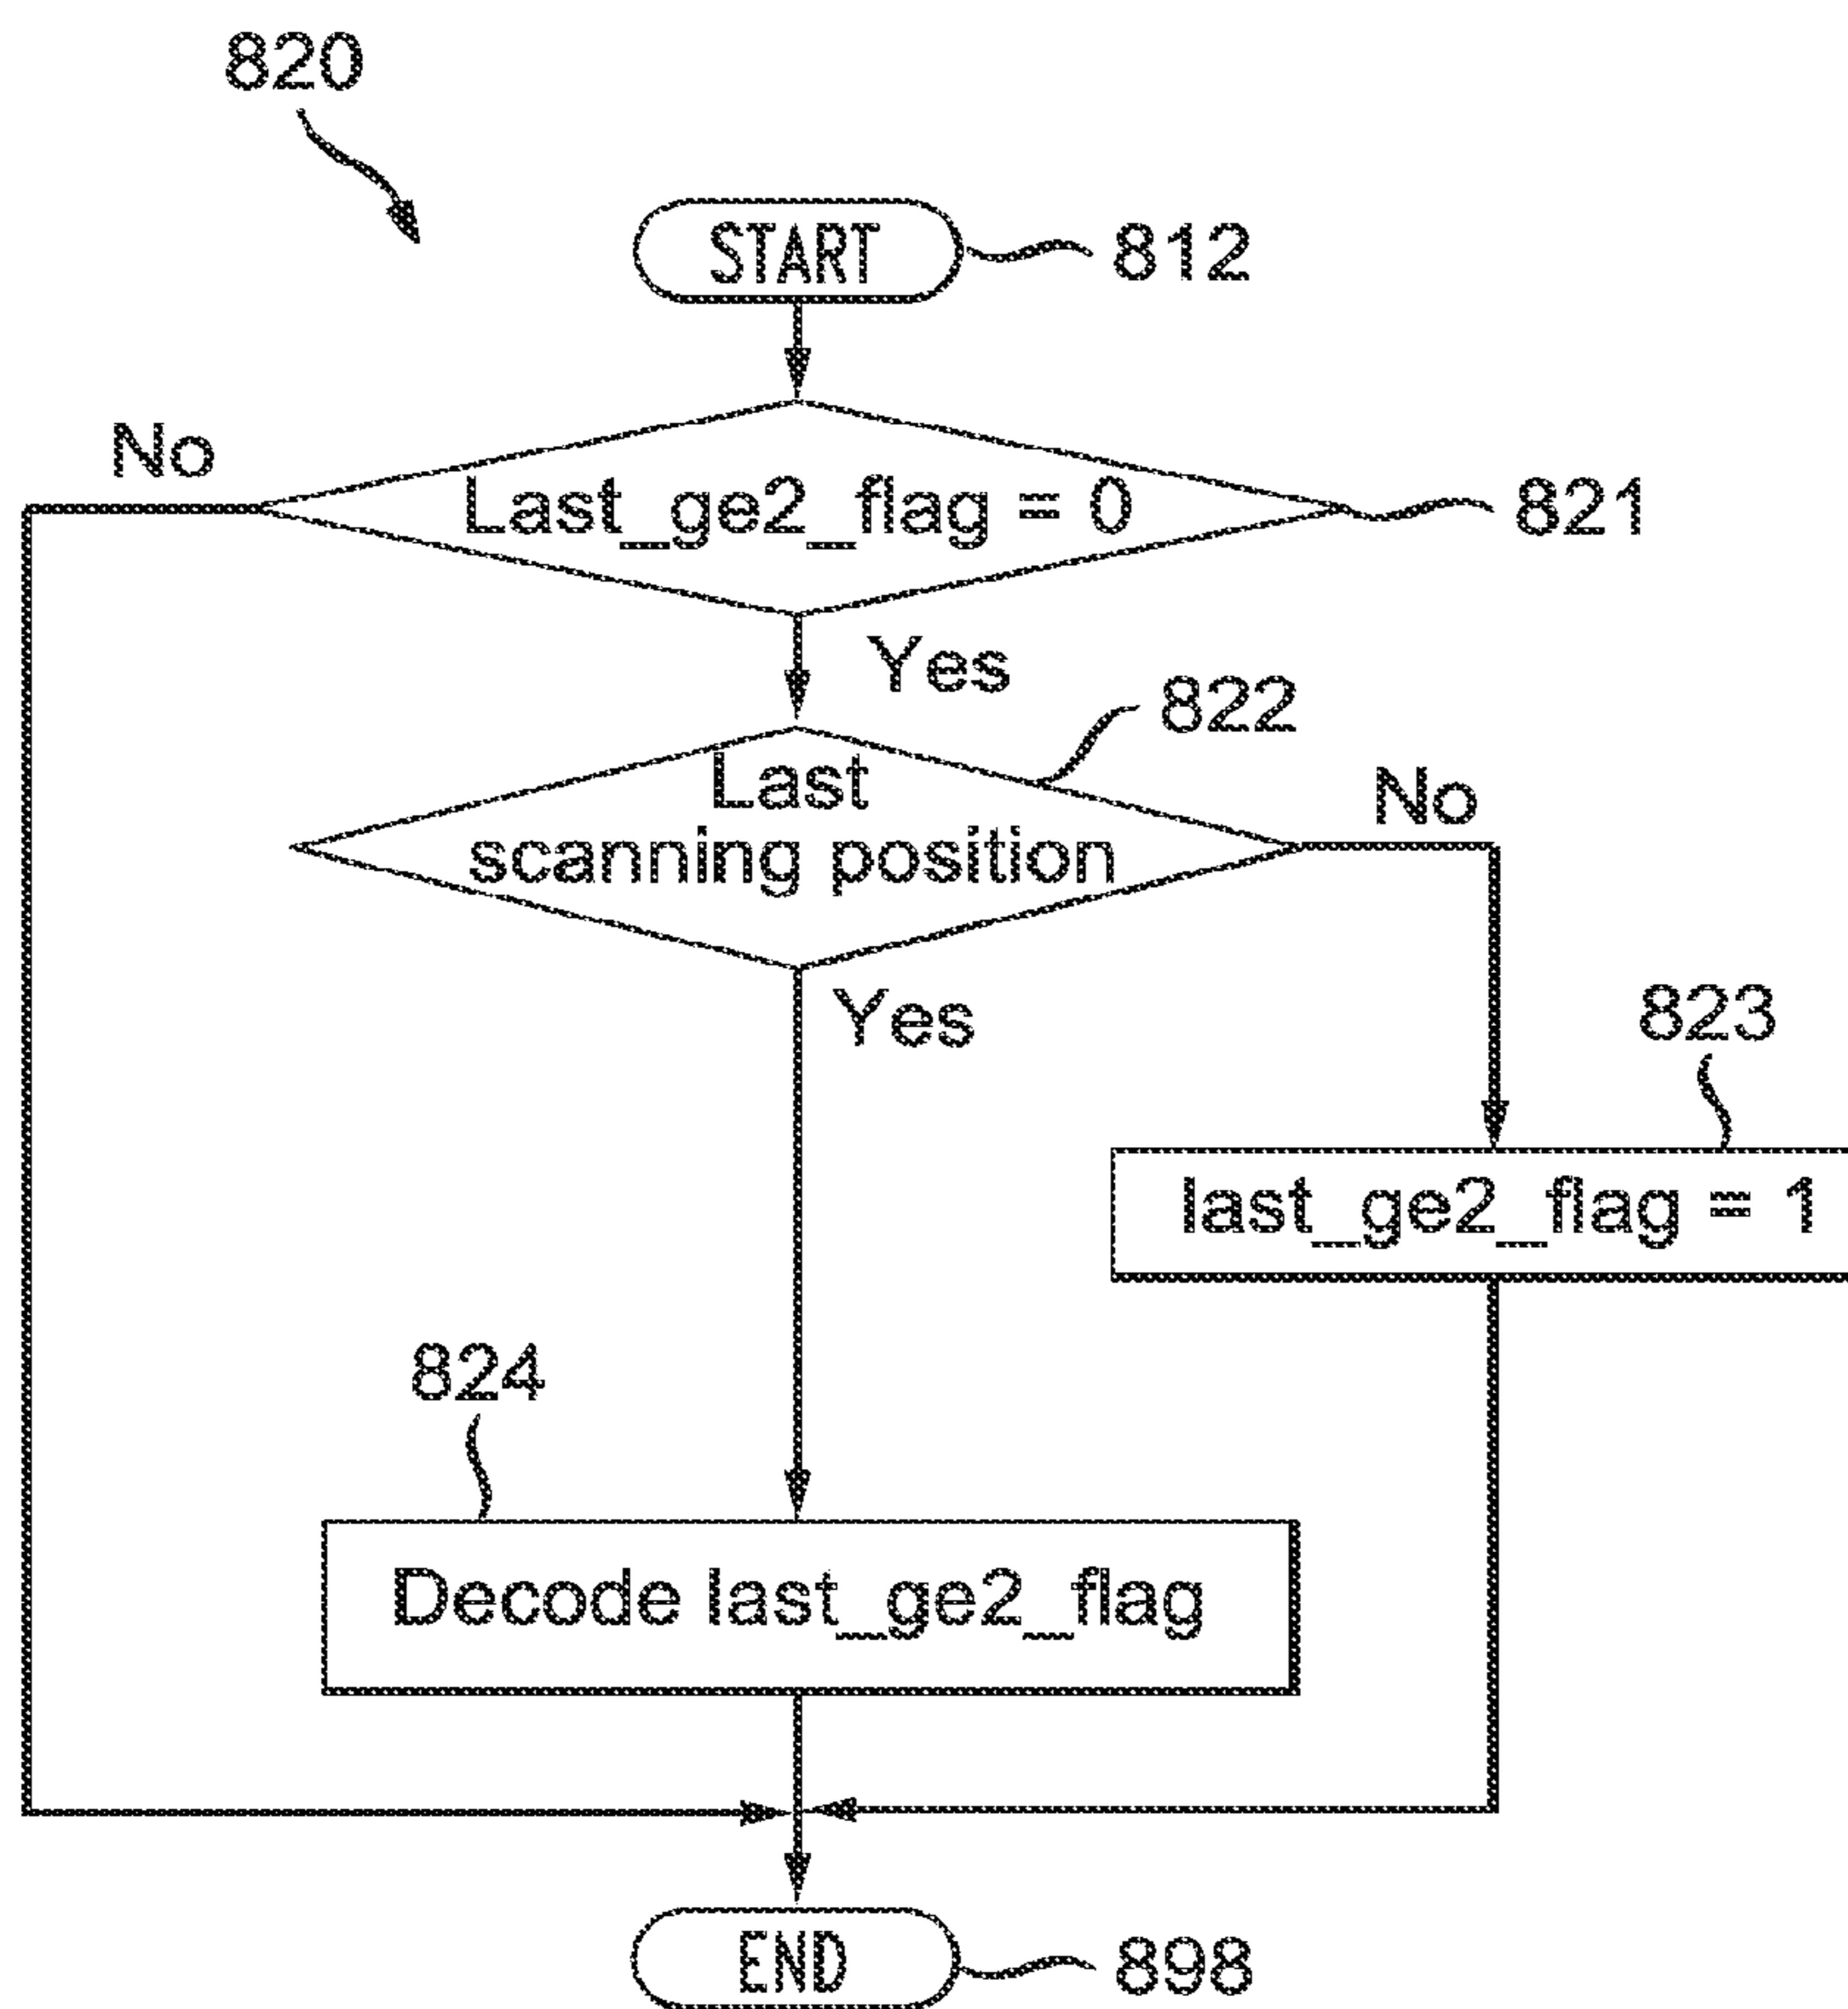 820
START
812
No
Last_ge2_flag = 0
821
Yes
822
Last
scanning position
No
Yes
823
last_ge2_flag = 1
824
Decode last_ge2_flag
END
898